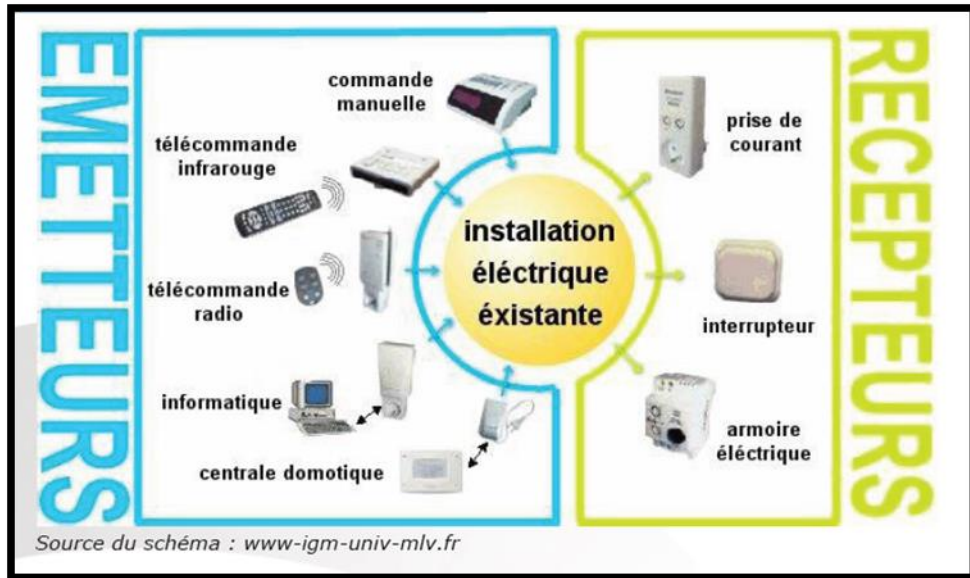 EMETTEURS
commande
manuelle
télécommande
infrarouge
télécommande
radio
informatique
centrale domotique
installation
éléctrique
éxistante
prise de
courant
interrupteur
armoire
éléctrique
RECEPTEURS
Source du schéma : www-igm-univ-mlv.fr